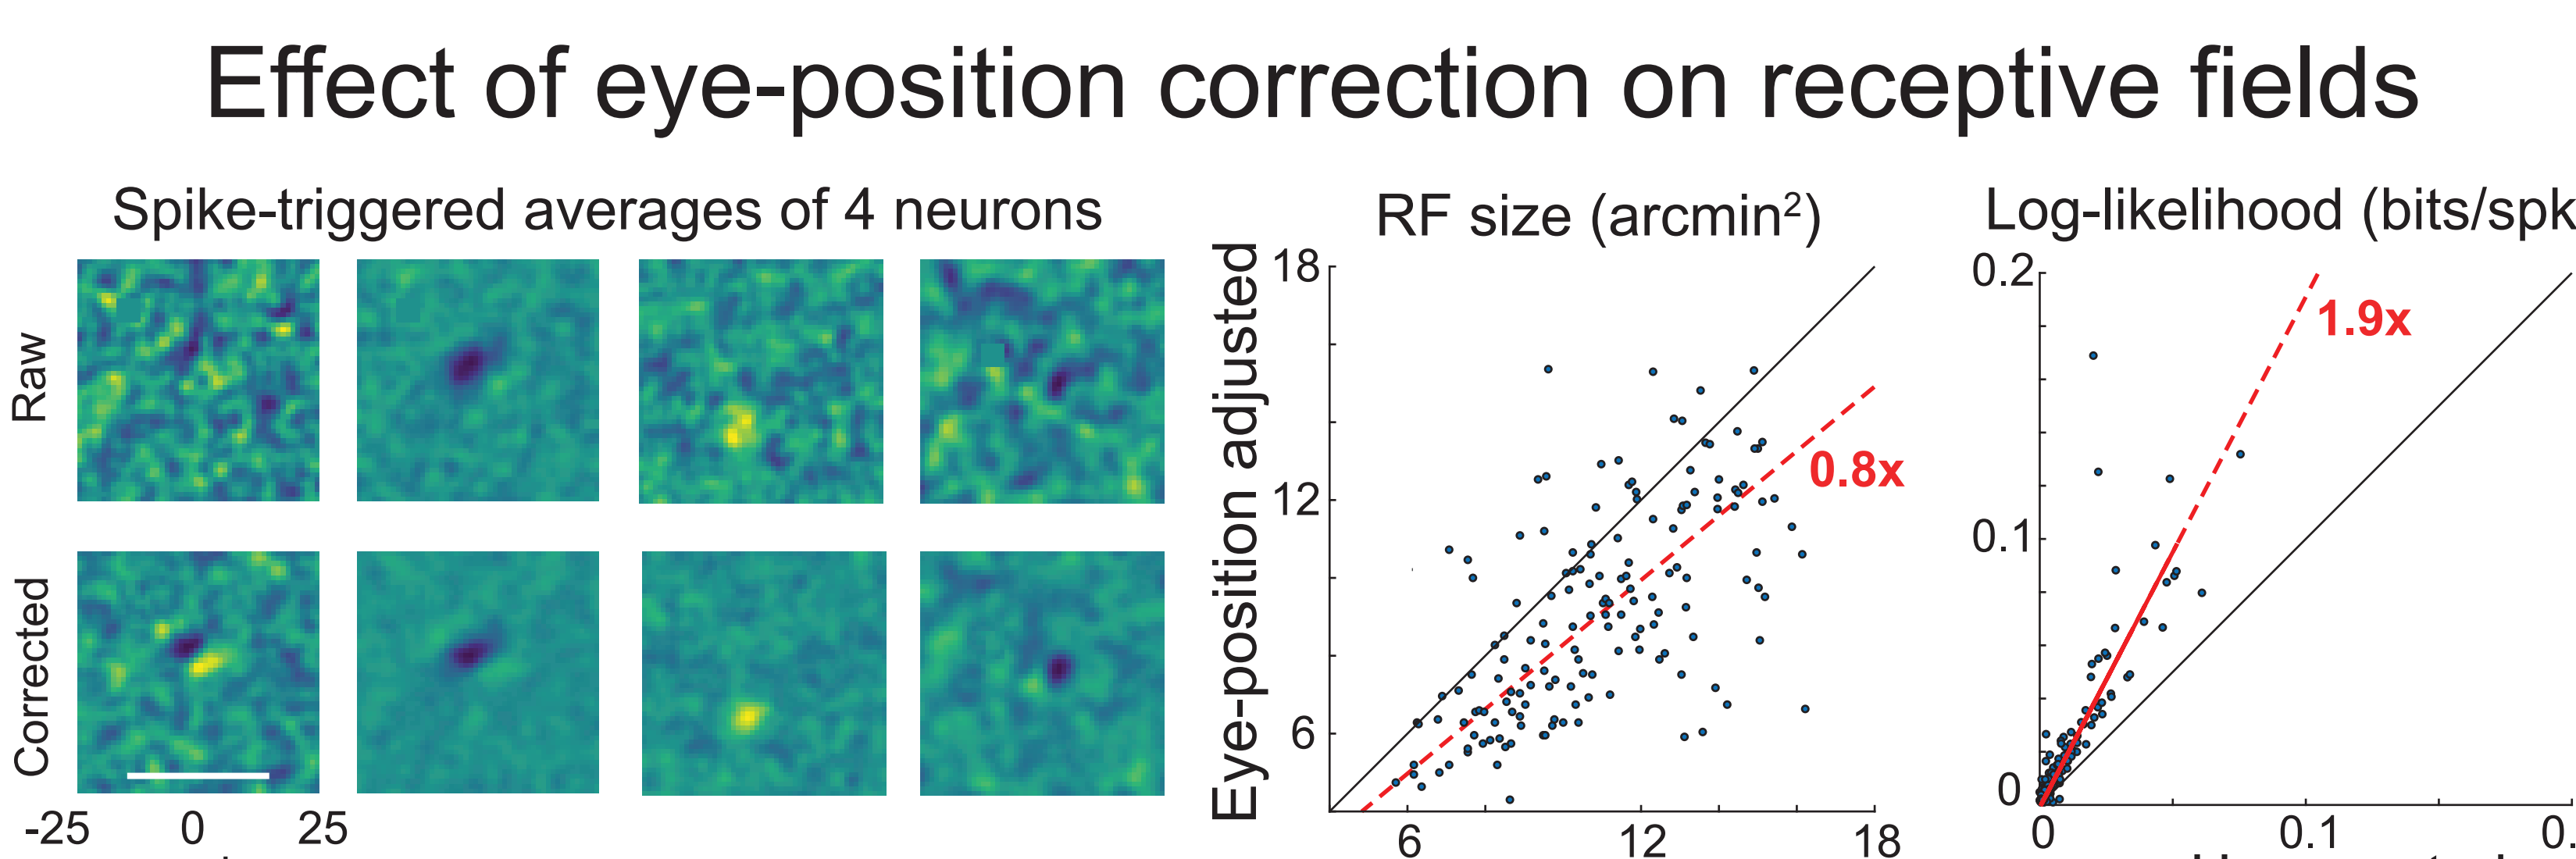 Effect of eye-position correction on receptive fields
Spike-triggered averages of 4 neurons
Raw
Corrected
-25 0 25
RF size (arcmin²)
Eye-position adjusted
18
12
6
0.8x
6 12 18
Log-likelihood (bits/spk
0.2
0.1
0
1.9x
0 0.1 0.